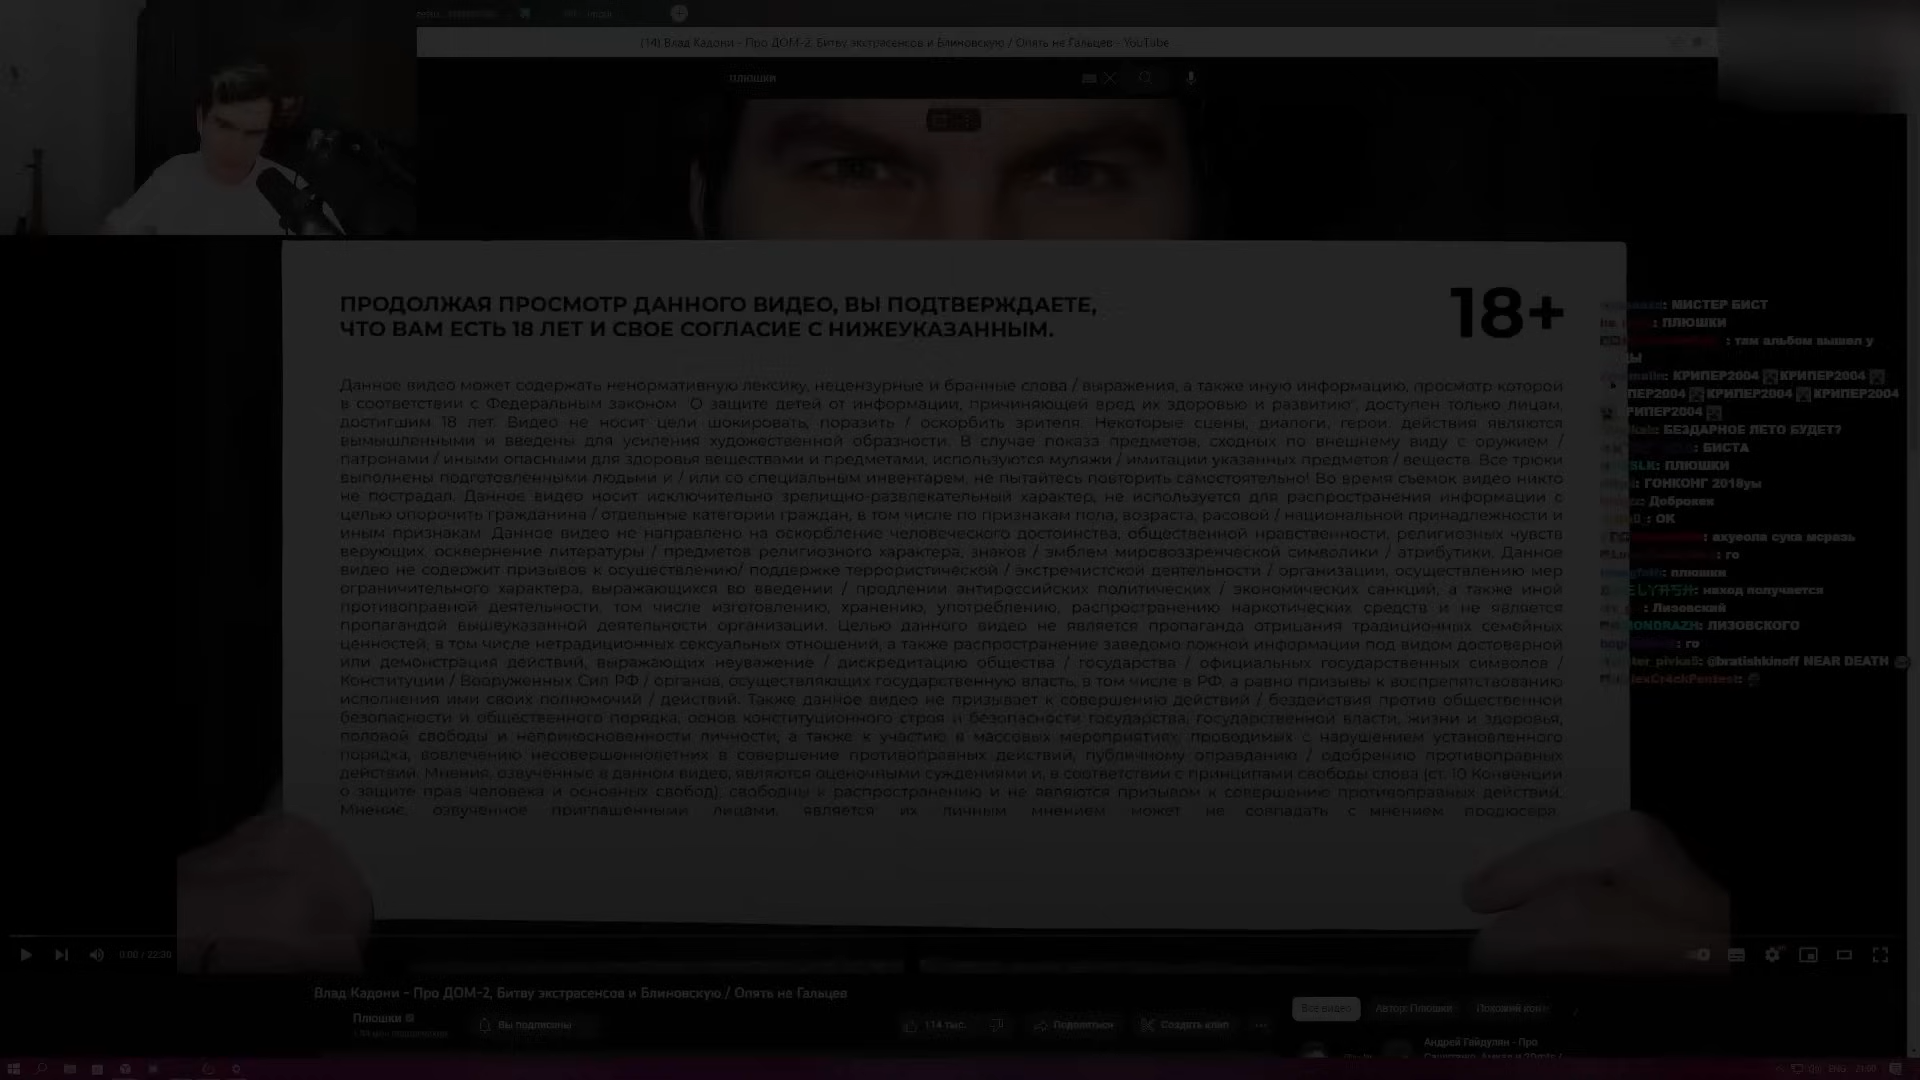 (14) Влад Кадони - Про ДОМ-2, Битву экстрасенсов и Блиновскую / Опять не Гальцев - YouTube
плюшки
ПРОДОЛЖАЯ ПРОСМОТР ДАННОГО ВИДЕО, ВЫ ПОДТВЕРЖДАЕТЕ,
ЧТО ВАМ ЕСТЬ 18 ЛЕТ И СВОЕ СОГЛАСИЕ С НИЖЕУКАЗАННЫМ.
18+
Данное видео может содержать ненормативную лексику, нецензурные и бранные слова / выражения, а также иную информацию, просмотр которой
в соответствии с Федеральным законом "О защите детей от информации, причиняющей вред их здоровью и развитию", доступен только лицам,
достигшим 18 лет. Видео не носит цели шокировать, поразить / оскорбить зрителя. Некоторые сцены, диалоги, герои, действия являются
вымышленными и введены для усиления художественной образности. В случае показа предметов, сходных по внешнему виду с оружием /
патронами / иными опасными для здоровья веществами и предметами, используются муляжи / имитации указанных предметов / веществ. Все трюки
выполнены подготовленными людьми и / или со специальным инвентарем, не пытайтесь повторить самостоятельно! Во время съемок видео никто
не пострадал. Данное видео носит исключительно зрелищно-развлекательный характер, не используется для распространения информации с
целью опорочить гражданина / отдельные категории граждан, в том числе по признакам пола, возраста, расовой / национальной принадлежности и
иным признакам. Данное видео не направлено на оскорбление человеческого достоинства, общественной нравственности, религиозных чувств
верующих, осквернение литературы / предметов религиозного характера, знаков / эмблем мировоззренческой символики / атрибутики. Данное
видео не содержит призывов к осуществлению/ поддержке террористической / экстремистской деятельности / организации, осуществлению мер
ограничительного характера, выражающихся во введении / продлении антироссийских политических / экономических санкций, а также иной
противоправной деятельности, том числе изготовлению, хранению, употреблению, распространению наркотических средств и не является
пропагандой вышеуказанной деятельности организации. Целью данного видео не является пропаганда отрицания традиционных семейных
ценностей, в том числе нетрадиционных сексуальных отношений, а также распространение заведомо ложной информации под видом достоверной
или демонстрация действий, выражающих неуважение / дискредитацию общества / государства / официальных государственных символов /
Конституции / Вооруженных Сил РФ / органов, осуществляющих государственную власть, в том числе в РФ, а равно призывы к воспрепятствованию
исполнения ими своих полномочий / действий. Также данное видео не призывает к совершению действий / бездействия против общественной
безопасности и общественного порядка, основ конституционного строя и безопасности государства, государственной власти, жизни и здоровья,
половой свободы и неприкосновенности личности, а также к участию в массовых мероприятиях, проводимых с нарушением установленного
порядка, вовлечению несовершеннолетних в совершение противоправных действий, публичному оправданию / одобрению противоправных
действий. Мнения, озвученные в данном видео, являются оценочными суждениями и, в соответствии с принципами свободы слова (ст. 10 Конвенции
о защите прав человека и основных свобод), свободны к распространению и не являются призывом к совершению противоправных действий.
Мнение, озвученное приглашенными лицами, является их личным мнением может не совпадать с мнением продюсера.
: МИСТЕР БИСТ
: ПЛЮШКИ
: там альбом вышел у
КРИПЕР2004 КРИПЕР2004
КРИПЕР2004 КРИПЕР2004
: БЕЗДАРНОЕ ЛЕТО БУДЕТ?
: БИСТА
: ПЛЮШКИ
: ГОНКОНГ 2018уы
: Доброкек
: ОК
: ахуеола сука мсразь
: го
: плюшки
: наход получается
: Лизовский
: ЛИЗОВСКОГО
: го
: @bratishkinoff NEAR DEATH
0:00 / 22:20
Влад Кадони - Про ДОМ-2, Битву экстрасенсов и Блиновскую / Опять не Гальцев
Плюшки
Вы подписаны
114 тыс.
Поделиться
Создать клип
Все видео
Автор: Плюшки
Похожий кон
Андрей Гайдулян - Про
ENG